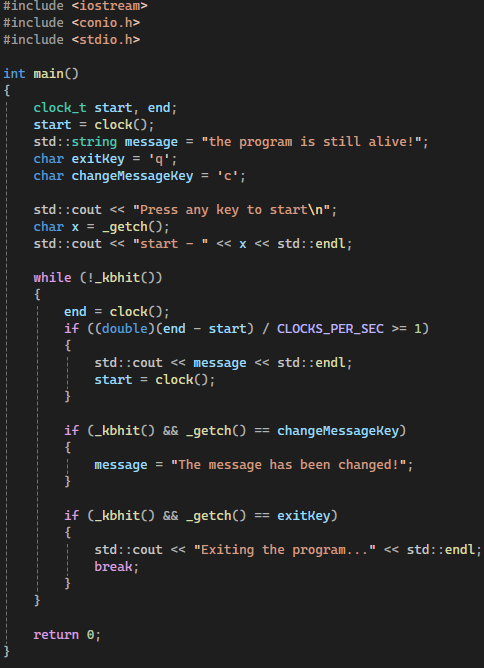 #include <iostream>
#include <conio.h>
#include <stdio.h>

int main()
{
    clock_t start, end;
    start = clock();
    std::string message = "the program is still alive!";
    char exitKey = 'q';
    char changeMessageKey = 'c';

    std::cout << "Press any key to start\n";
    char x = _getch();
    std::cout << "start - " << x << std::endl;

    while (!_kbhit())
    {
        end = clock();
        if ((double)(end - start) / CLOCKS_PER_SEC >= 1)
        {
            std::cout << message << std::endl;
            start = clock();
        }

        if (_kbhit() && _getch() == changeMessageKey)
        {
            message = "The message has been changed!";
        }

        if (_kbhit() && _getch() == exitKey)
        {
            std::cout << "Exiting the program..." << std::endl;
            break;
        }
    }

    return 0;
}